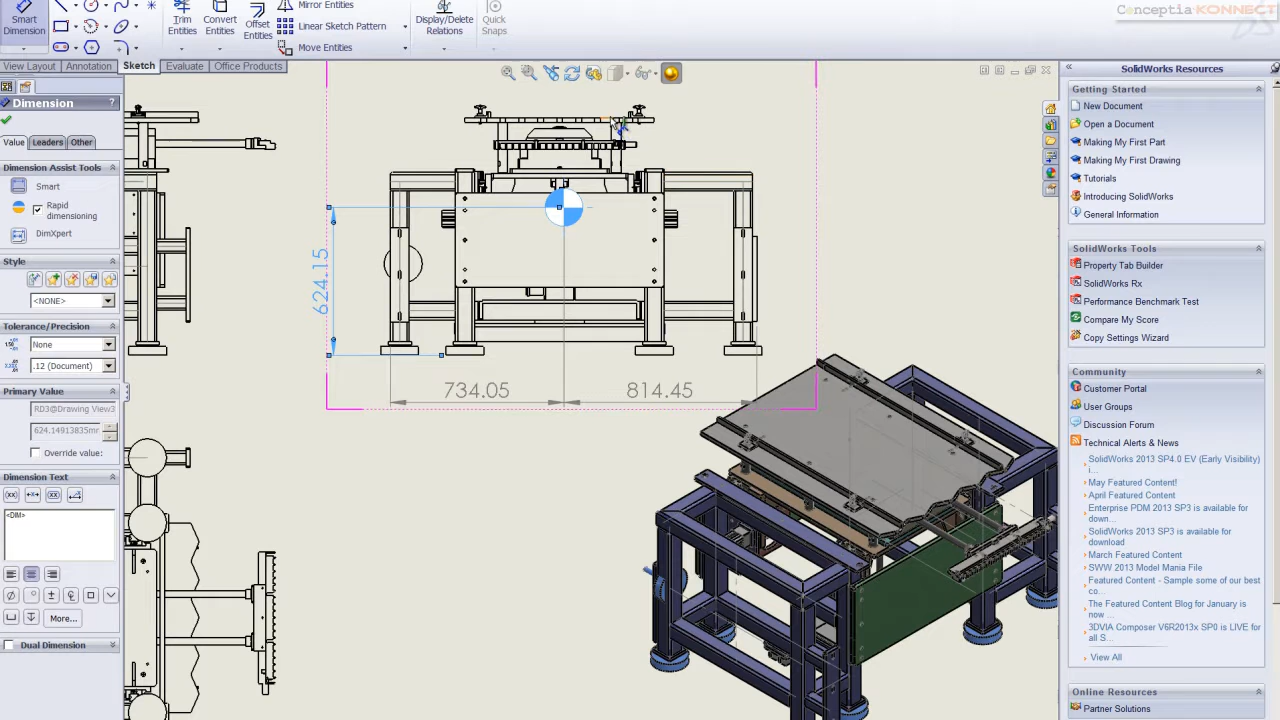 Mirror Entities
Smart Dimension
Trim Entities
Convert Entities
Offset Entities
Linear Sketch Pattern
Display/Delete Relations
Quick Snaps
Move Entities
Conceptia KONNECT
View Layout
Annotation
Sketch
Evaluate
Office Products
Dimension
?
Value
Leaders
Other
Dimension Assist Tools
Smart
Rapid dimensioning
DimXpert
Style
<NONE>
Tolerance/Precision
None
.12 (Document)
Primary Value
RD3@Drawing View3
624.14913835mr
Override value:
Dimension Text
<DIM>
More...
Dual Dimension
624.15
734.05
814.45
SolidWorks Resources
Getting Started
New Document
Open a Document
Making My First Part
Making My First Drawing
Tutorials
Introducing SolidWorks
General Information
SolidWorks Tools
Property Tab Builder
SolidWorks Rx
Performance Benchmark Test
Compare My Score
Copy Settings Wizard
Community
Customer Portal
User Groups
Discussion Forum
Technical Alerts & News
SolidWorks 2013 SP4.0 EV (Early Visibility)
i...
May Featured Content!
April Featured Content
Enterprise PDM 2013 SP3 is available for
down...
SolidWorks 2013 SP3 is available for
download
March Featured Content
SWW 2013 Model Mania File
Featured Content - Sample some of our best
co...
The Featured Content Blog for January is
now ...
3DVIA Composer V6R2013x SP0 is LIVE for
all S...
View All
Online Resources
Partner Solutions